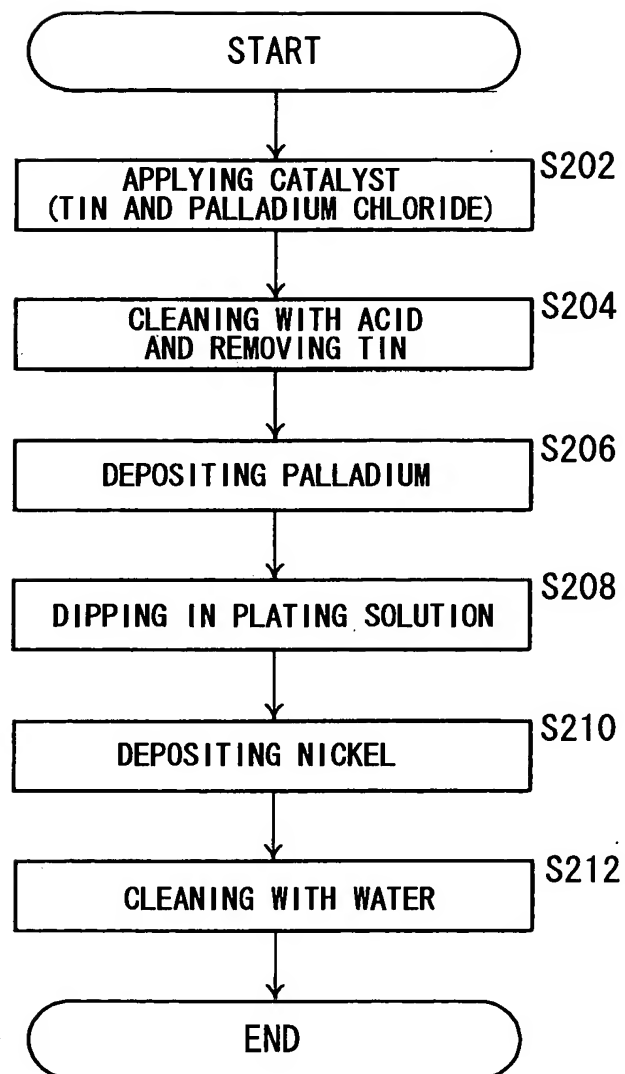 START
S202
APPLYING CATALYST
(TIN AND PALLADIUM CHLORIDE)
S204
CLEANING WITH ACID
AND REMOVING TIN
S206
DEPOSITING PALLADIUM
S208
DIPPING IN PLATING SOLUTION
S210
DEPOSITING NICKEL
S212
CLEANING WITH WATER
END